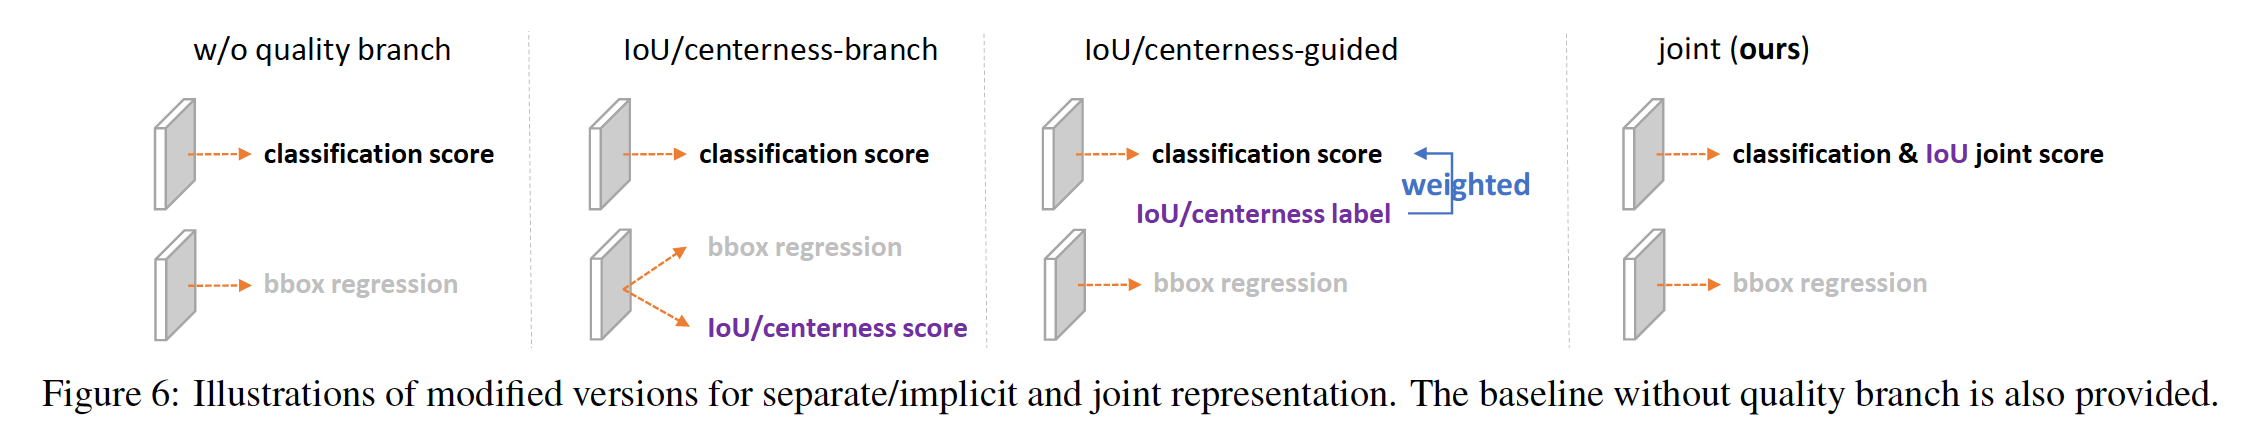 w/o quality branch
classification score
bbox regression
IoU/centerness-branch
classification score
bbox regression
IoU/centerness score
IoU/centerness-guided
classification score
weighted
IoU/centerness label
bbox regression
joint (ours)
classification & IoU joint score
bbox regression
Figure 6: Illustrations of modified versions for separate/implicit and joint representation. The baseline without quality branch is also provided.